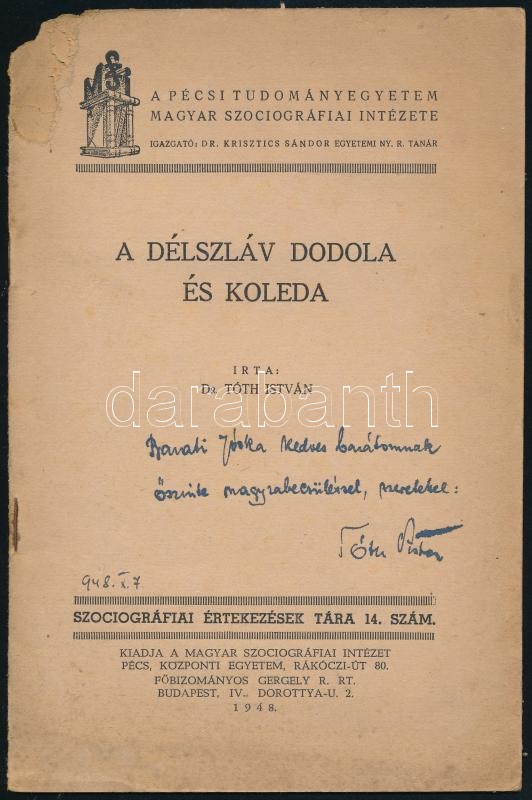 A PÉCSI TUDOMÁNYEGYETEM
MAGYAR SZOCIOGRÁFIAI INTÉZETE
IGAZGATÓ: DR. KRISZTICS SÁNDOR EGYETEMI NY. R. TANÁR
A DÉLSZLÁV DODOLA
ÉS KOLEDA
IRTA:
DR. TÓTH ISTVÁN
darabanth
Jóska kedves barátomnak
őszinte nagyrabecsüléssel, szeretettel:
Tóth
948. X. 7
SZOCIOGRÁFIAI ÉRTEKEZÉSEK TÁRA 14. SZÁM.
KIADJA A MAGYAR SZOCIOGRÁFIAI INTÉZET
PÉCS, KÖZPONTI EGYETEM, RÁKÓCZI-ÚT 80.
FŐBIZOMÁNYOS GERGELY R. RT.
BUDAPEST, IV., DOROTTYA-U. 2.
1948.